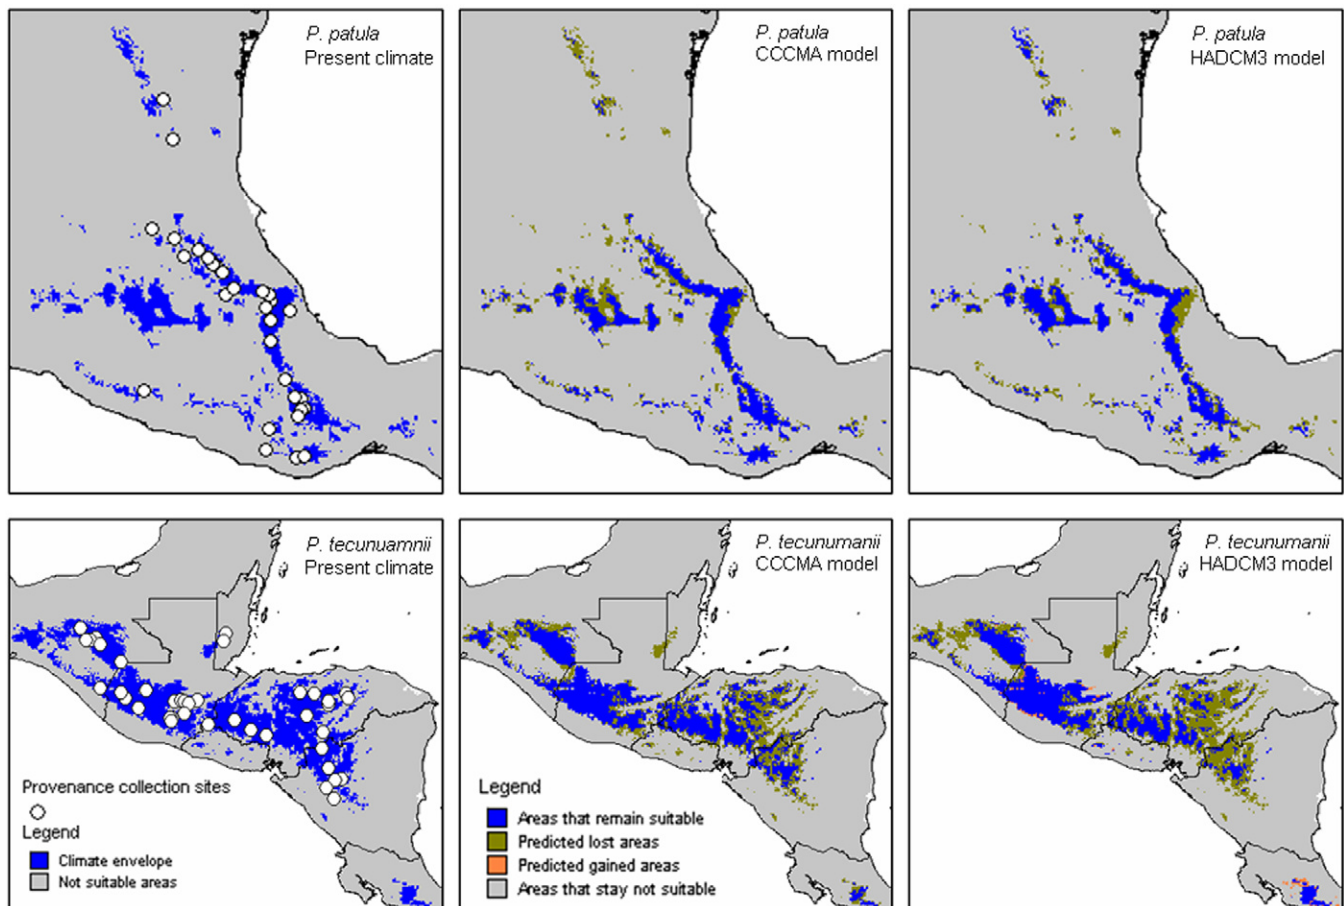 P. patula
Present climate
P. patula
CCCMA model
P. patula
HADCM3 model
P. tecunuamnii
Present climate
Provenance collection sites
Legend
Climate envelope
Not suitable areas
P. tecunumanii
CCCMA model
Legend
Areas that remain suitable
Predicted lost areas
Predicted gained areas
Areas that stay not suitable
P. tecunumanii
HADCM3 model